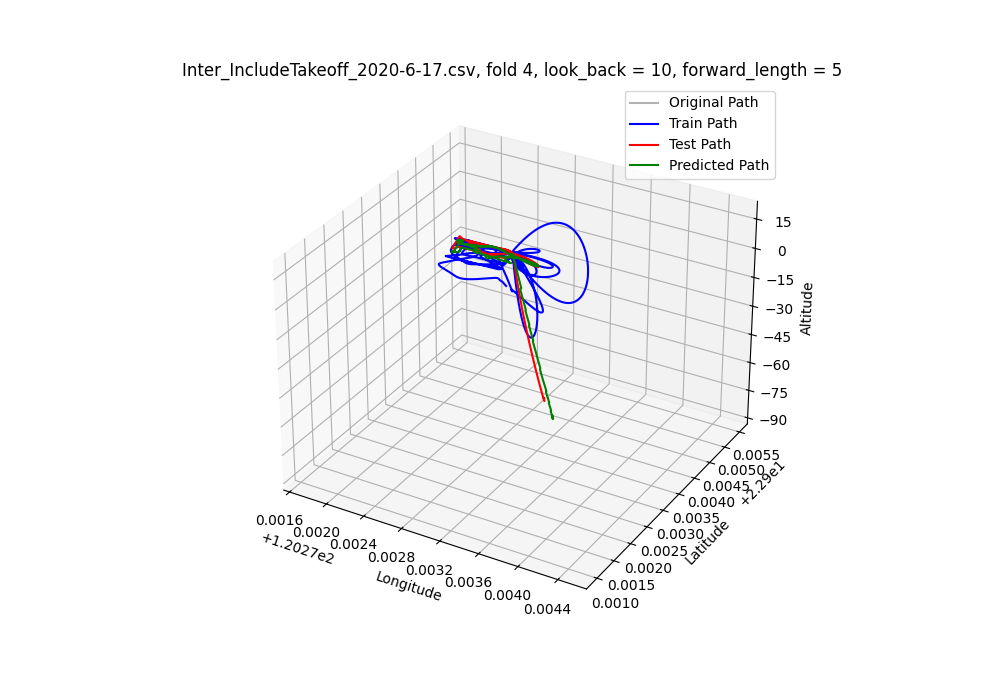 Inter_IncludeTakeoff_2020-6-17.csv, fold 4, look_back = 10, forward_length = 5
Original Path
Train Path
Test Path
Predicted Path
15
0
−15
−30
−45
−60
−75
−90
Altitude
0.0055
0.0050
0.0045
0.0040
0.0035
0.0030
0.0025
0.0020
0.0015
0.0010
+2.29e1
Latitude
0.0016
0.0020
0.0024
0.0028
0.0032
0.0036
0.0040
0.0044
+1.2027e2
Longitude